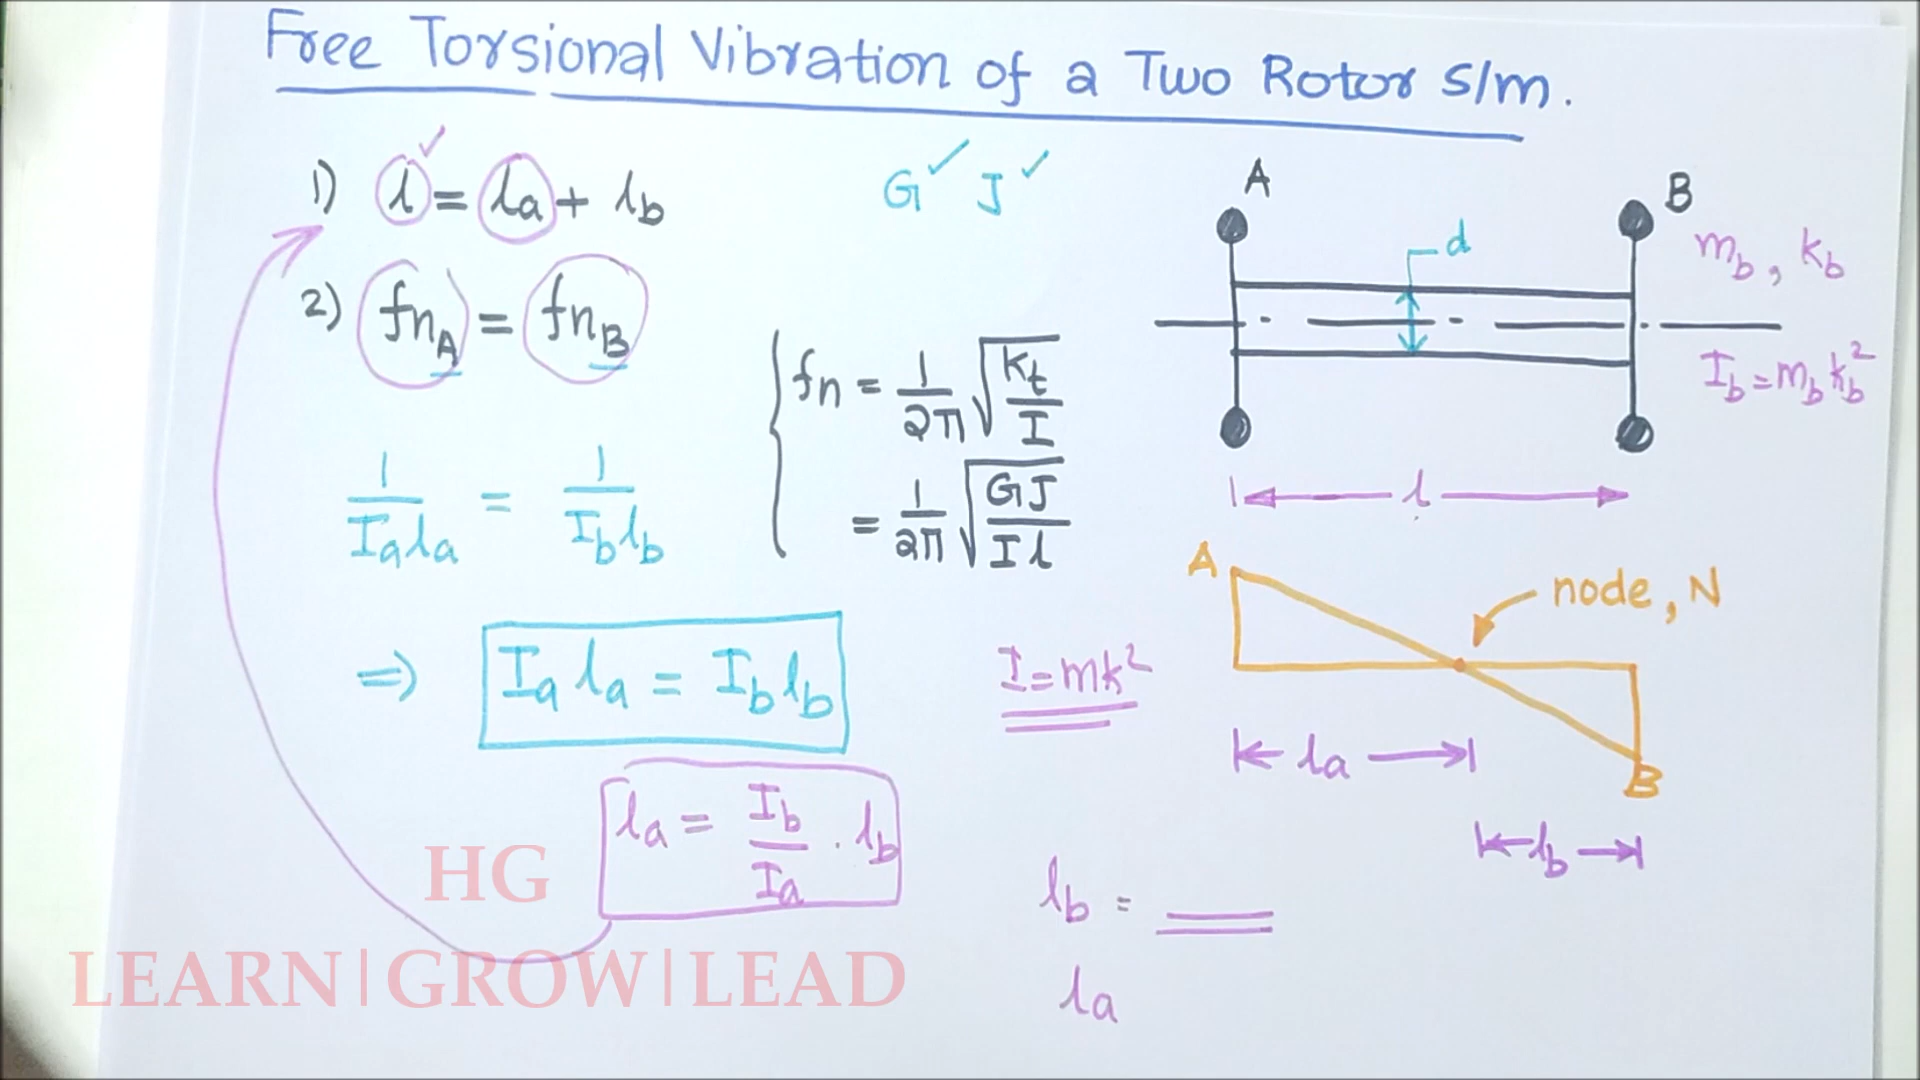 Free Torsional Vibration of a Two Rotor S/m.
1) l = la + lb
G ✓ J ✓
A
B
mb, kb
d
2) fnA = fnB
fn = 1/2π √(Kt/I)
= 1/2π √(GJ/Il)
Ib = mb kb²
l
1/(Ia la) = 1/(Ib lb)
A
node, N
⇒ Ia la = Ib lb
I = mk²
la
B
la = Ib/Ia . lb
lb
lb =
la
HG
LEARN|GROW|LEAD